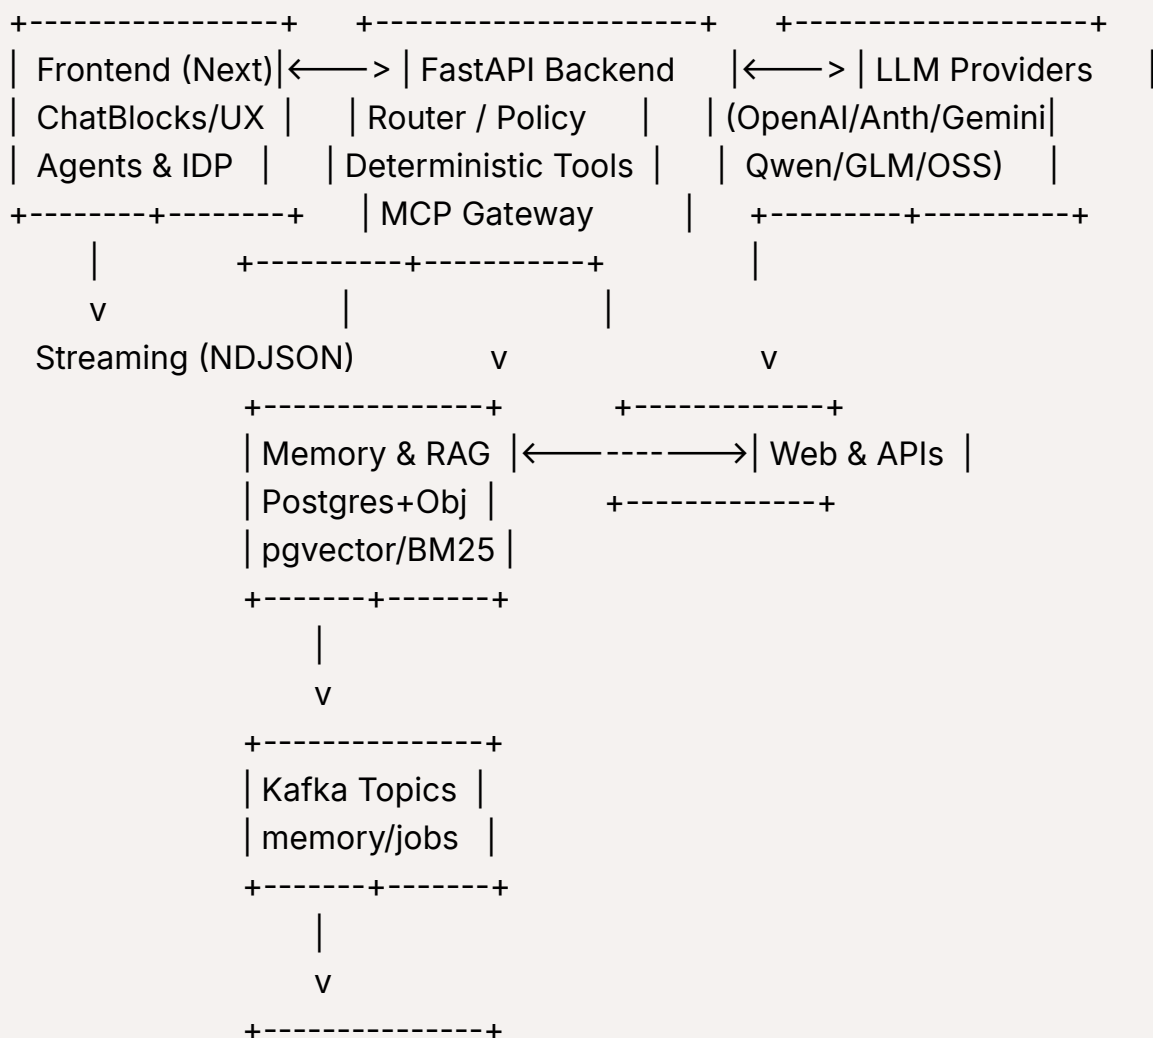 +-----------------+ +----------------------+ +--------------------+
| Frontend (Next)|<----> | FastAPI Backend |<----> | LLM Providers |
| ChatBlocks/UX | | Router / Policy | | (OpenAI/Anth/Gemini|
| Agents & IDP | | Deterministic Tools | | Qwen/GLM/OSS) |
+--------+--------+ | MCP Gateway | +---------+----------+
| +----------+-----------+ |
v | |
Streaming (NDJSON) v v
+---------------+ +-------------+
| Memory & RAG |<---------->| Web & APIs |
| Postgres+Obj | +-------------+
| pgvector/BM25 |
+-------+-------+
|
v
+---------------+
| Kafka Topics |
| memory/jobs |
+-------+-------+
|
v
+---------------+